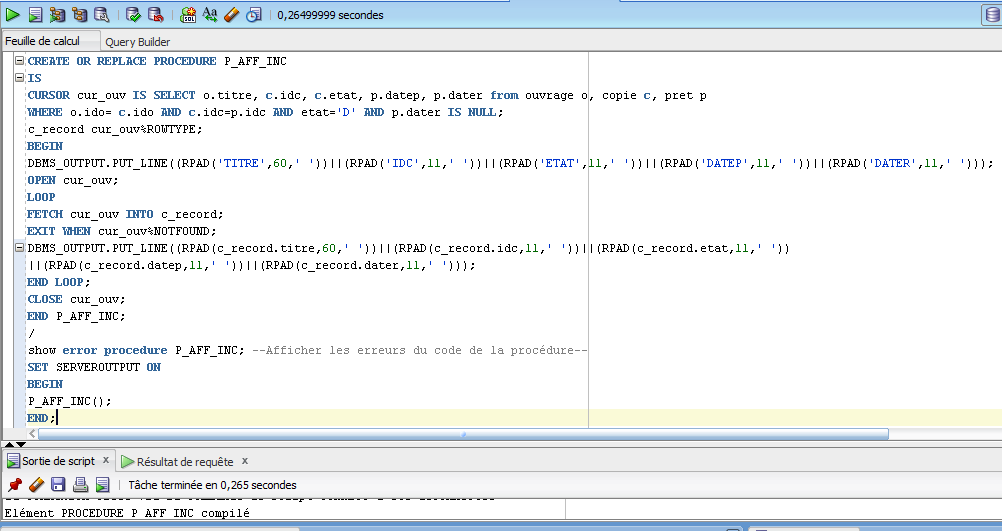 0,26499999 secondes
Feuille de calcul Query Builder
CREATE OR REPLACE PROCEDURE P_AFF_INC
IS
CURSOR cur_ouv IS SELECT o.titre, c.idc, c.etat, p.datep, p.dater from ouvrage o, copie c, pret p
WHERE o.ido= c.ido AND c.idc=p.idc AND etat='D' AND p.dater IS NULL;
c_record cur_ouv%ROWTYPE;
BEGIN
DBMS_OUTPUT.PUT_LINE((RPAD('TITRE',60,' '))||(RPAD('IDC',11,' '))||(RPAD('ETAT',11,' '))||(RPAD('DATEP',11,' '))||(RPAD('DATER',11,' ')));
OPEN cur_ouv;
LOOP
FETCH cur_ouv INTO c_record;
EXIT WHEN cur_ouv%NOTFOUND;
DBMS_OUTPUT.PUT_LINE((RPAD(c_record.titre,60,' '))||(RPAD(c_record.idc,11,' '))||(RPAD(c_record.etat,11,' '))
||(RPAD(c_record.datep,11,' '))||(RPAD(c_record.dater,11,' ')));
END LOOP;
CLOSE cur_ouv;
END P_AFF_INC;
/
show error procedure P_AFF_INC; --Afficher les erreurs du code de la procédure--
SET SERVEROUTPUT ON
BEGIN
P_AFF_INC();
END;
Sortie de script x Résultat de requête x
Tâche terminée en 0,265 secondes
Elément PROCEDURE P_AFF_INC compilé